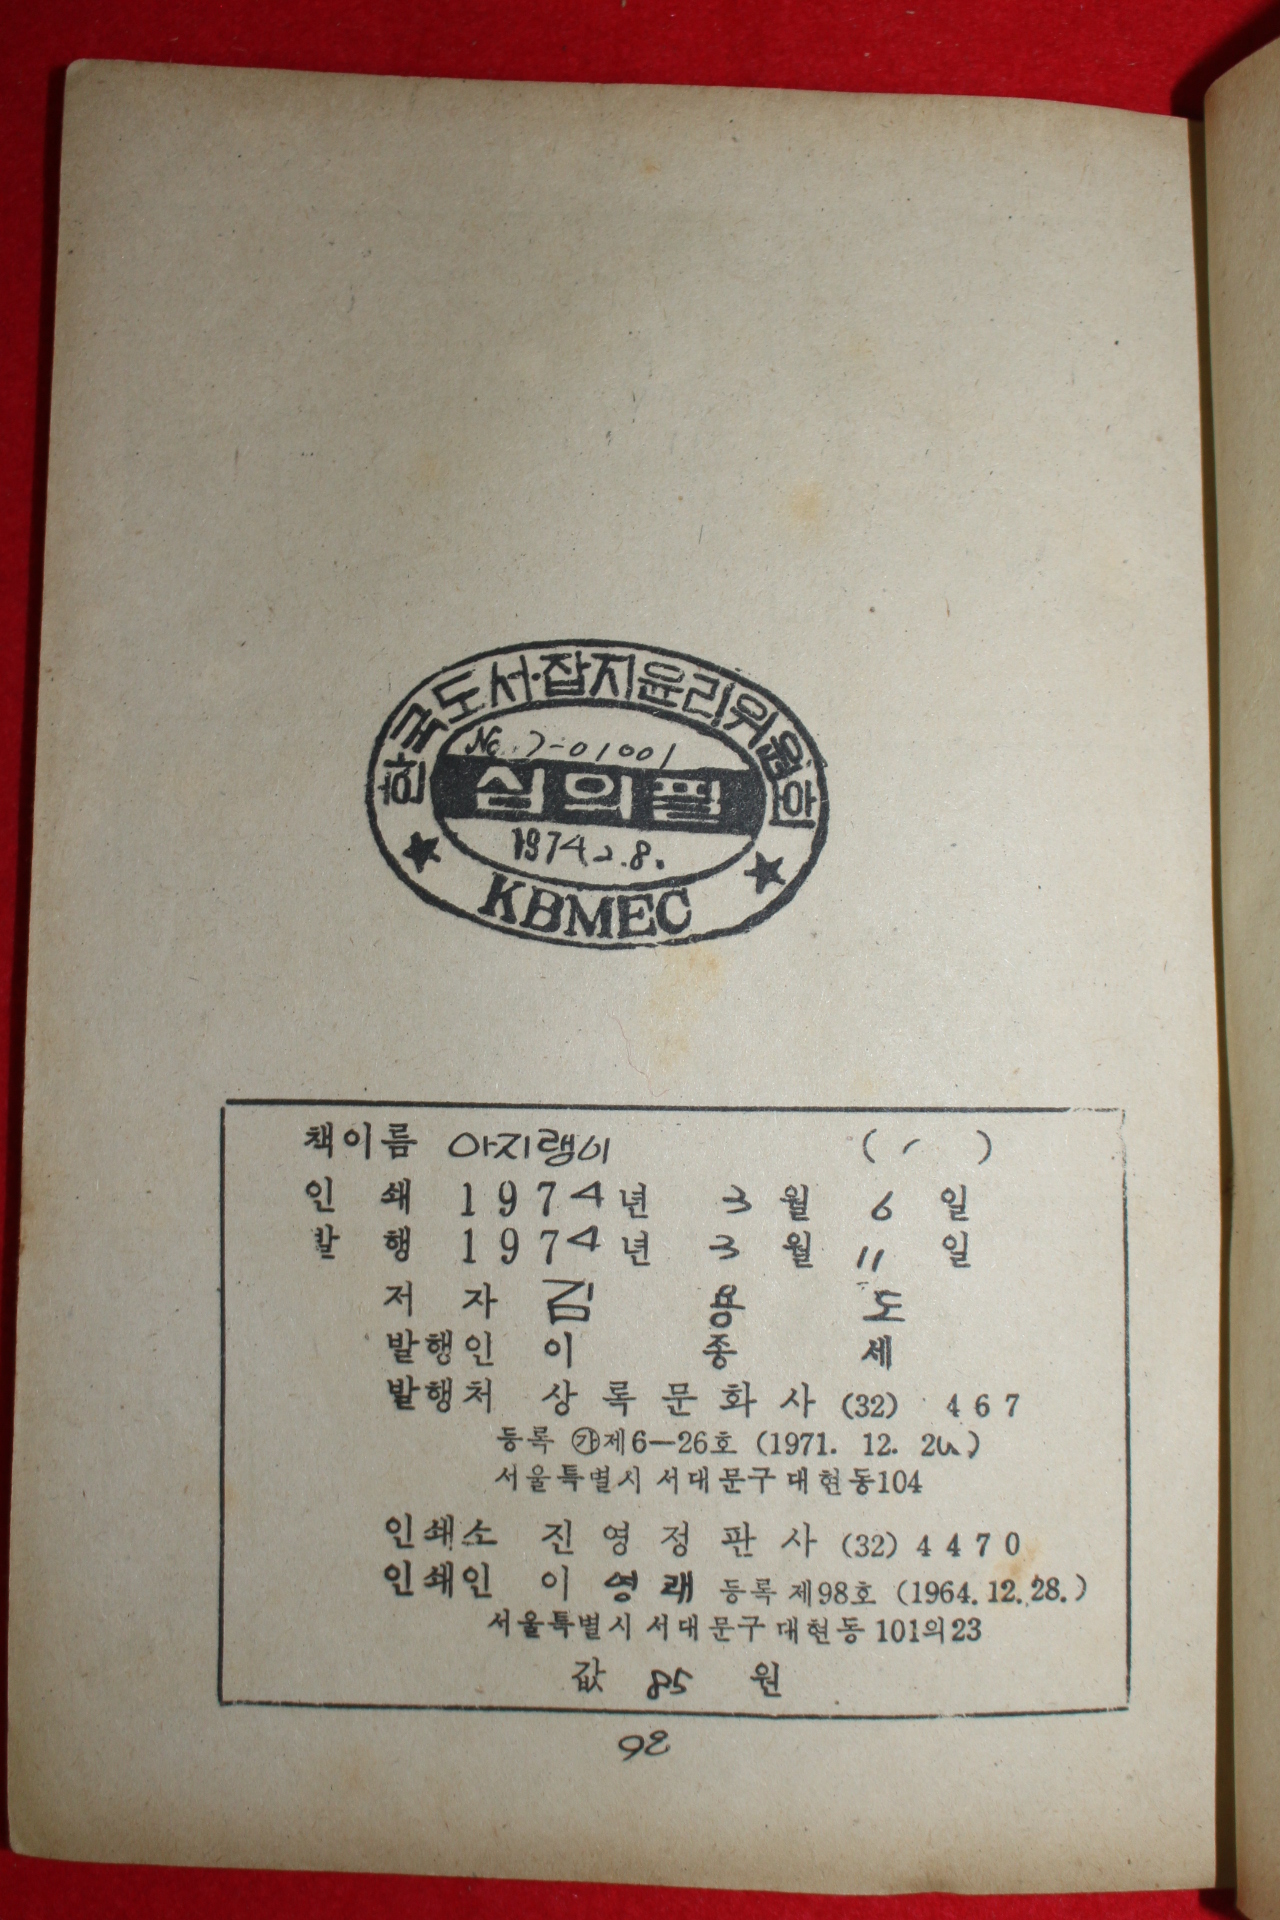 한국도서·잡지윤리위원회
No. 7-01001
심의필
1974.2.8.
KBMEC
책이름 아지랭이 ( )
인쇄 1974년 3월 6일
발행 1974년 3월 11일
저자 김용도
발행인 이종세
발행처 상록문화사 (32) 467
등록 ㉮제6—26호 (1971. 12. )
서울특별시 서대문구 대현동104
인쇄소 진영정판사 (32) 4470
인쇄인 이영래 등록 제98호 (1964.12.28.)
서울특별시 서대문구 대현동 101의23
값 85 원
92